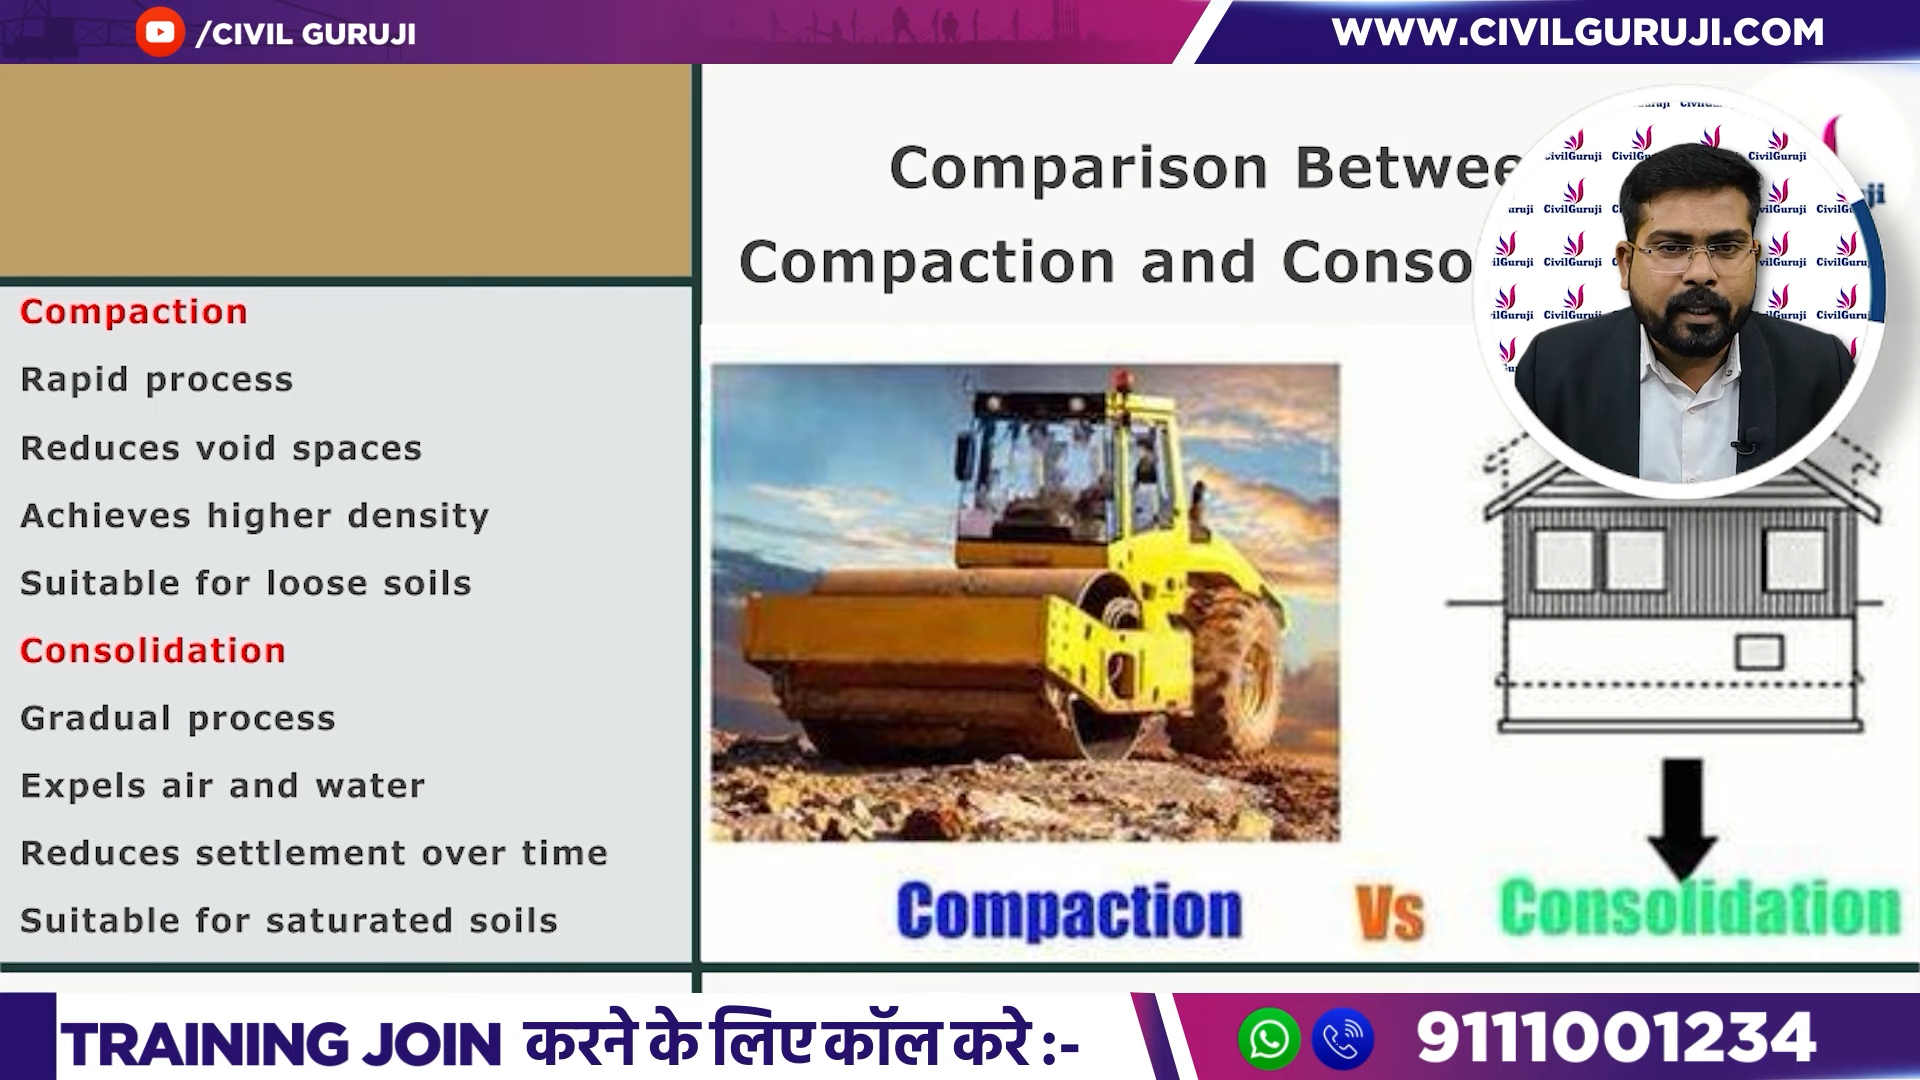 /CIVIL GURUJI
WWW.CIVILGURUJI.COM
Comparison
Compaction and
Compaction
Rapid process
Reduces void spaces
Achieves higher density
Suitable for loose soils
Consolidation
Gradual process
Expels air and water
Reduces settlement over time
Suitable for saturated soils
CivilGuruji
Compaction Vs Consolidation
TRAINING JOIN करने के लिए कॉल करे :-
9111001234